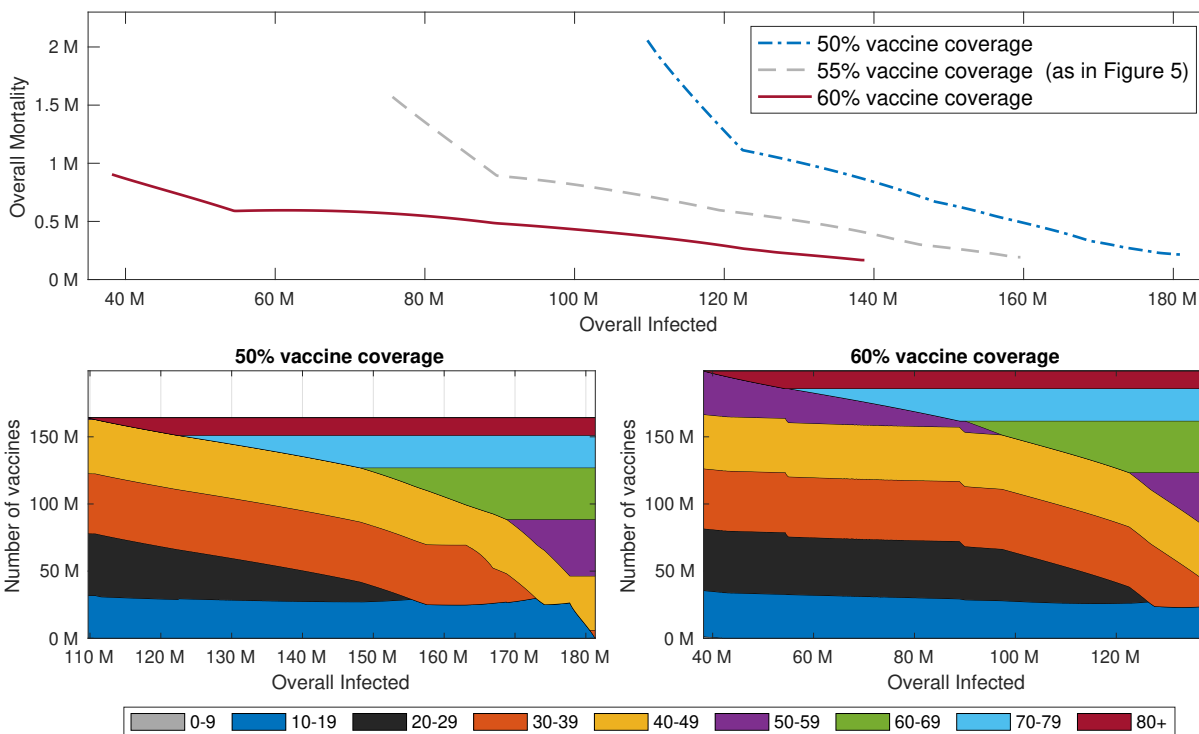 2 M
1.5 M
1 M
0.5 M
0 M
Overall Mortality
50% vaccine coverage
55% vaccine coverage (as in Figure 5)
60% vaccine coverage
40 M 60 M 80 M 100 M 120 M 140 M 160 M 180 M
Overall Infected
50% vaccine coverage
150 M
100 M
50 M
0 M
Number of vaccines
110 M 120 M 130 M 140 M 150 M 160 M 170 M 180 M
Overall Infected
60% vaccine coverage
150 M
100 M
50 M
0 M
Number of vaccines
40 M 60 M 80 M 100 M 120 M
Overall Infected
0-9 10-19 20-29 30-39 40-49 50-59 60-69 70-79 80+